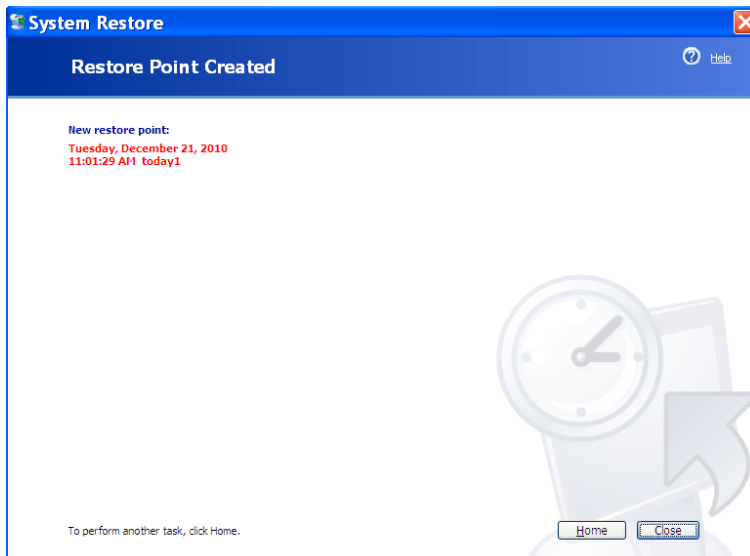 System Restore
Restore Point Created
Help
New restore point:
Tuesday, December 21, 2010
11:01:29 AM today1
To perform another task, click Home.
Home
Close